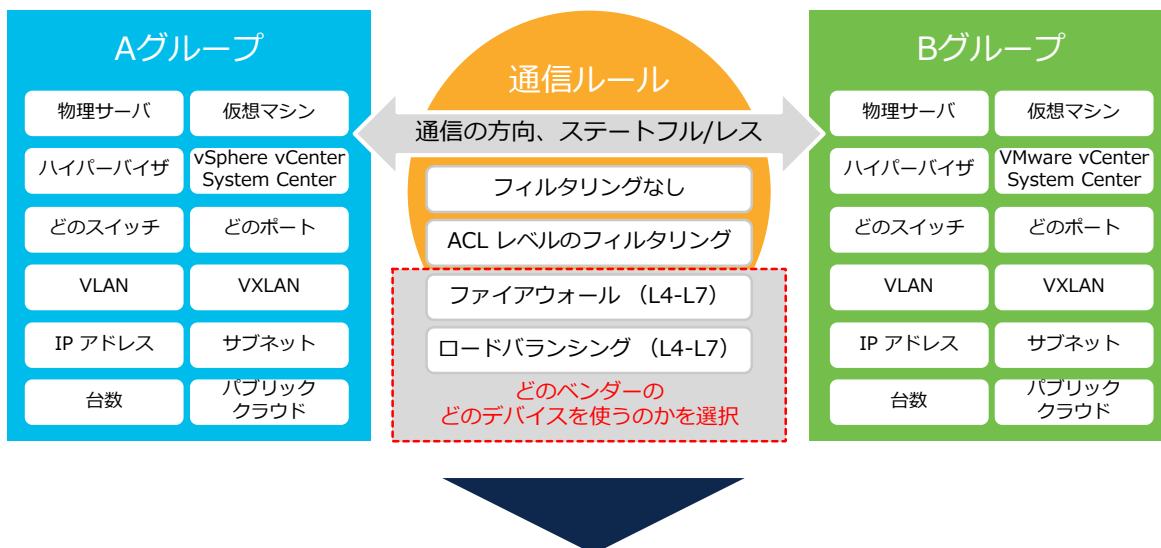 Aグループ
物理サーバ
仮想マシン
ハイパーバイザ
vSphere vCenter
System Center
どのスイッチ
どのポート
VLAN
VXLAN
IP アドレス
サブネット
台数
パブリック
クラウド
通信ルール
通信の方向、ステートフル/レス
フィルタリングなし
ACL レベルのフィルタリング
ファイアウォール （L4-L7）
ロードバランシング （L4-L7）
どのベンダーの
どのデバイスを使うのかを選択
Bグループ
物理サーバ
仮想マシン
ハイパーバイザ
VMware vCenter
System Center
どのスイッチ
どのポート
VLAN
VXLAN
IP アドレス
サブネット
台数
パブリック
クラウド